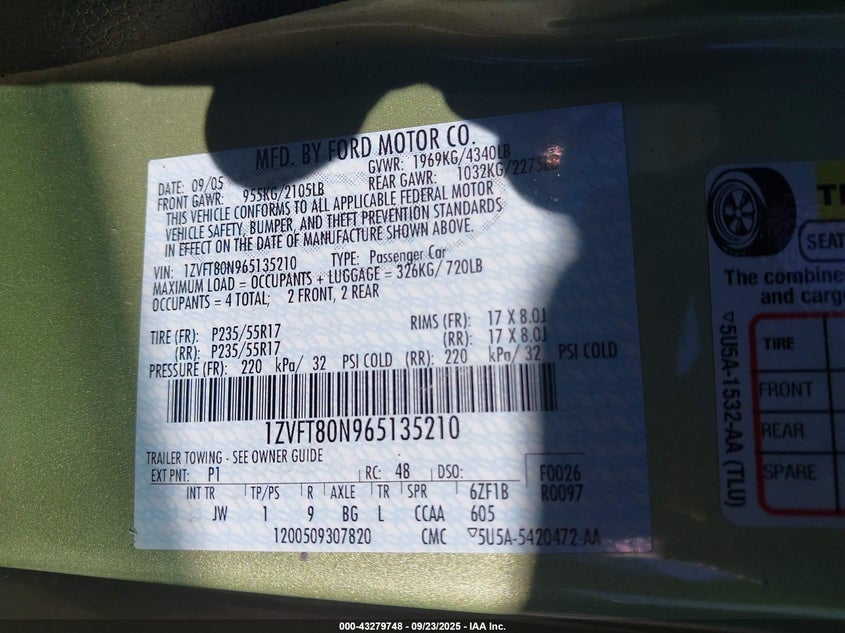 MFD. BY FORD MOTOR CO.
DATE: 09/05 GVWR: 1969KG/4340LB
FRONT GAWR: 955KG/2105LB REAR GAWR: 1032KG/2275LB
THIS VEHICLE CONFORMS TO ALL APPLICABLE FEDERAL MOTOR
VEHICLE SAFETY, BUMPER, AND THEFT PREVENTION STANDARDS
IN EFFECT ON THE DATE OF MANUFACTURE SHOWN ABOVE.
VIN: 1ZVFT80N965135210 TYPE: Passenger Car
MAXIMUM LOAD = OCCUPANTS + LUGGAGE = 326KG/ 720LB
OCCUPANTS = 4 TOTAL; 2 FRONT, 2 REAR
TIRE (FR): P235/55R17 RIMS (FR): 17 X 8.0J
(RR): P235/55R17 (RR): 17 X 8.0J
PRESSURE (FR): 220 kPa/ 32 PSI COLD (RR): 220 kPa/ 32 PSI COLD
1ZVFT80N965135210
TRAILER TOWING - SEE OWNER GUIDE
EXT PNT: P1 RC: 48 DSO: F0026
R0097
INT TR TP/PS R AXLE TR SPR 6ZF1B
JW 1 9 BG L CCAA 605
1200509307820 CMC ▽5U5A-5420472-AA
SEAT
The combine
and carg
TIRE
FRONT
REAR
SPARE
▽5U5A-1532-AA (TLU)
000-43279748 - 09/23/2025 - IAA Inc.